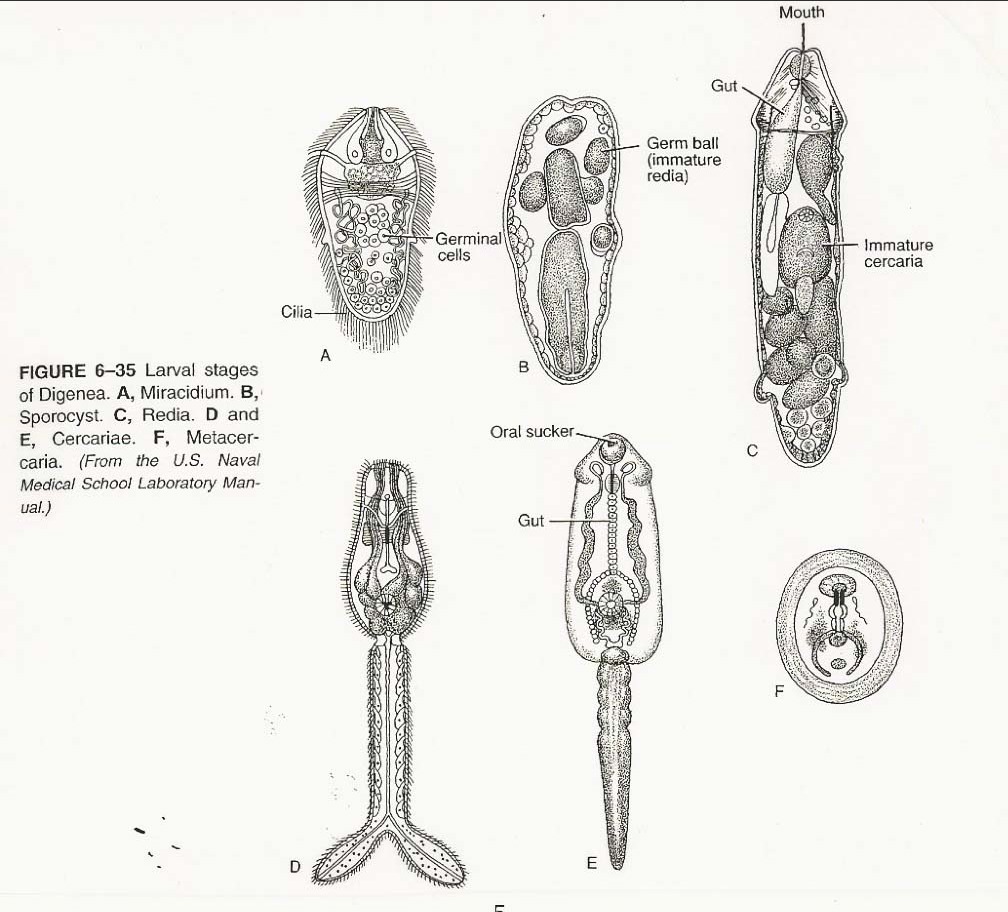 Mouth
Gut
Germ ball
(immature
redia)
Germinal
cells
Immature
cercaria
Cilia
A
B
C
FIGURE 6–35 Larval stages
of Digenea. A, Miracidium. B,
Sporocyst. C, Redia. D and
E, Cercariae. F, Metacer-
caria. (From the U.S. Naval
Medical School Laboratory Man-
ual.)
Oral sucker
Gut
F
D
E